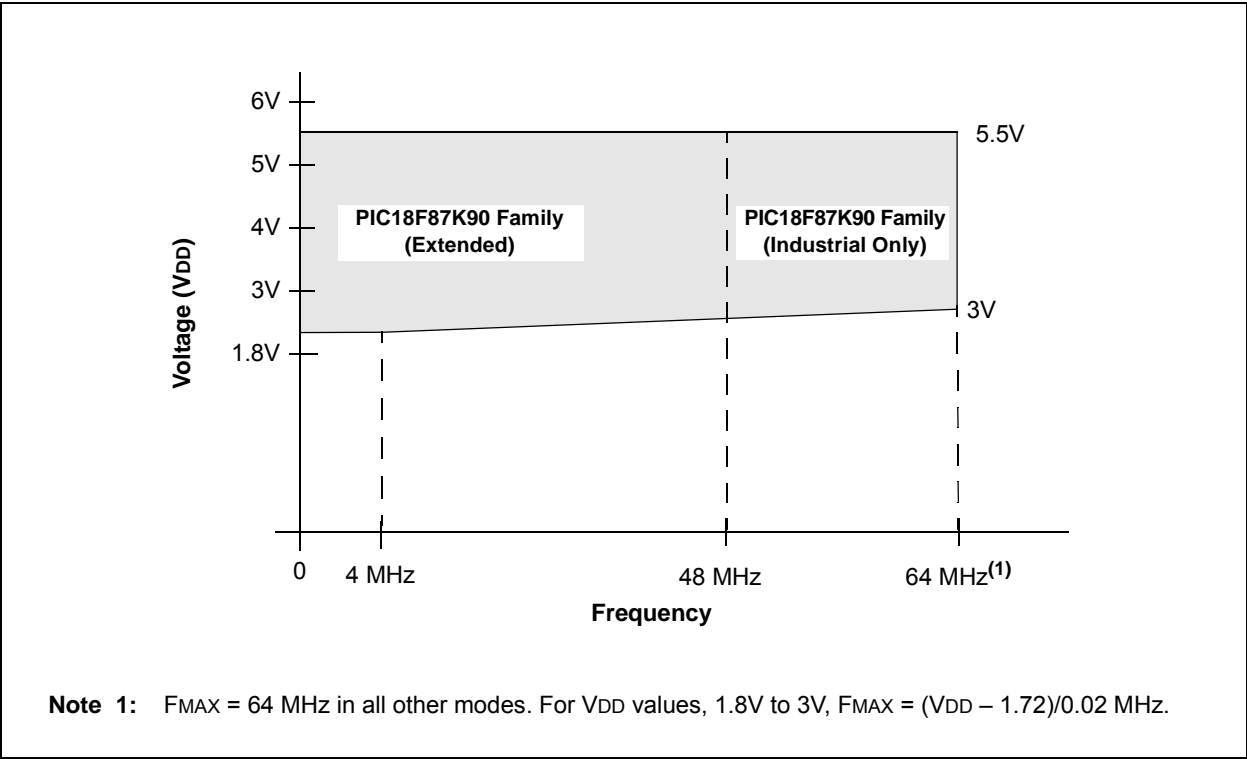 6V
5.5V
5V
PIC18F87K90 Family
(Extended)
PIC18F87K90 Family
(Industrial Only)
4V
3V
3V
1.8V
Voltage (VDD)
0
4 MHz
48 MHz
64 MHz(1)
Frequency
Note 1: FMAX = 64 MHz in all other modes. For VDD values, 1.8V to 3V, FMAX = (VDD – 1.72)/0.02 MHz.